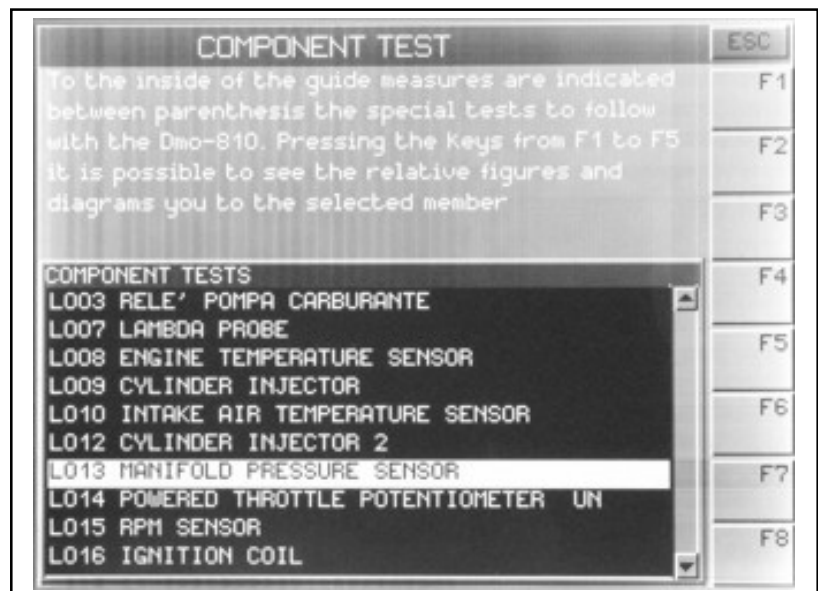 COMPONENT TEST
ESC
To the inside of the guide measures are indicated
between parenthesis the special tests to follow
with the Dmo-810. Pressing the Keys from F1 to F5
it is possible to see the relative figures and
diagrams you to the selected member
F1
F2
F3
F4
F5
F6
F7
F8
COMPONENT TESTS
L003 RELE' POMPA CARBURANTE
L007 LAMBDA PROBE
L008 ENGINE TEMPERATURE SENSOR
L009 CYLINDER INJECTOR
L010 INTAKE AIR TEMPERATURE SENSOR
L012 CYLINDER INJECTOR 2
L013 MANIFOLD PRESSURE SENSOR
L014 POWERED THROTTLE POTENTIOMETER UN
L015 RPM SENSOR
L016 IGNITION COIL